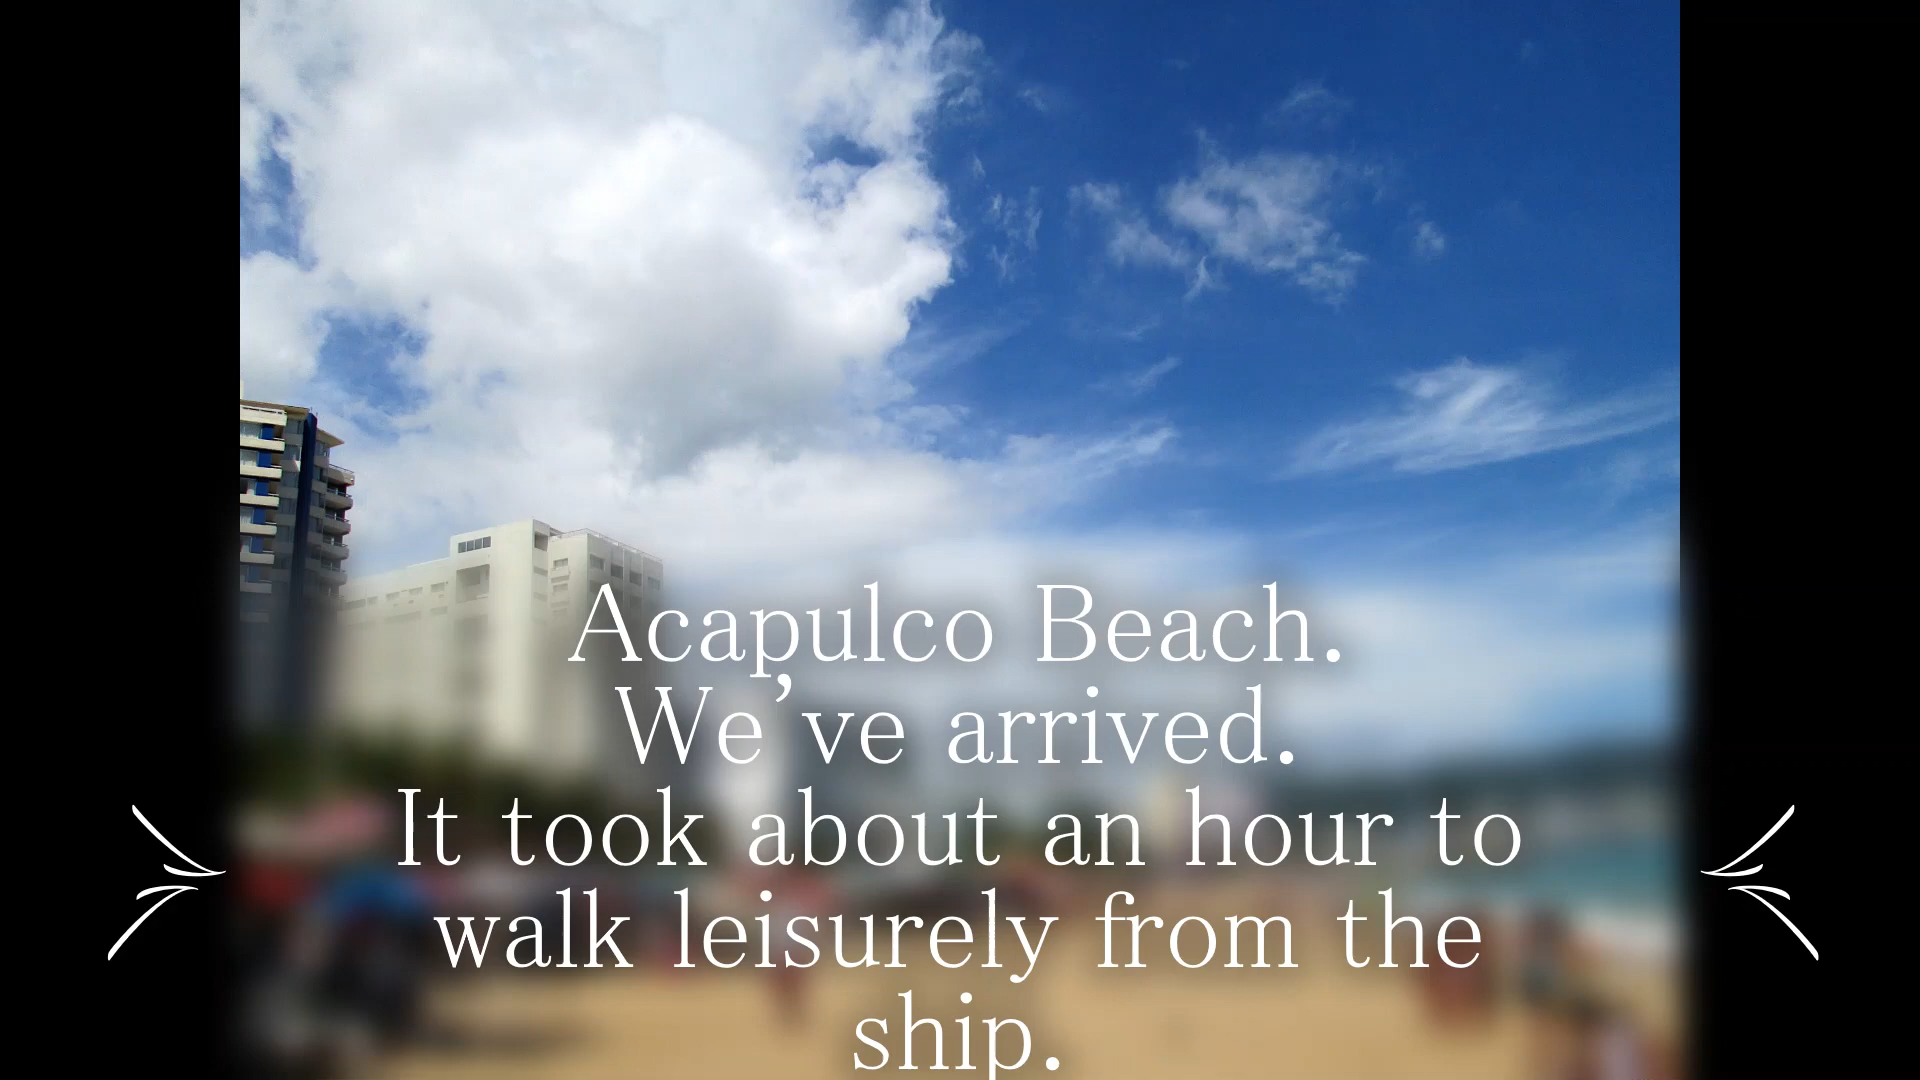 Acapulco Beach.
We’ve arrived.
It took about an hour to
walk leisurely from the
ship.